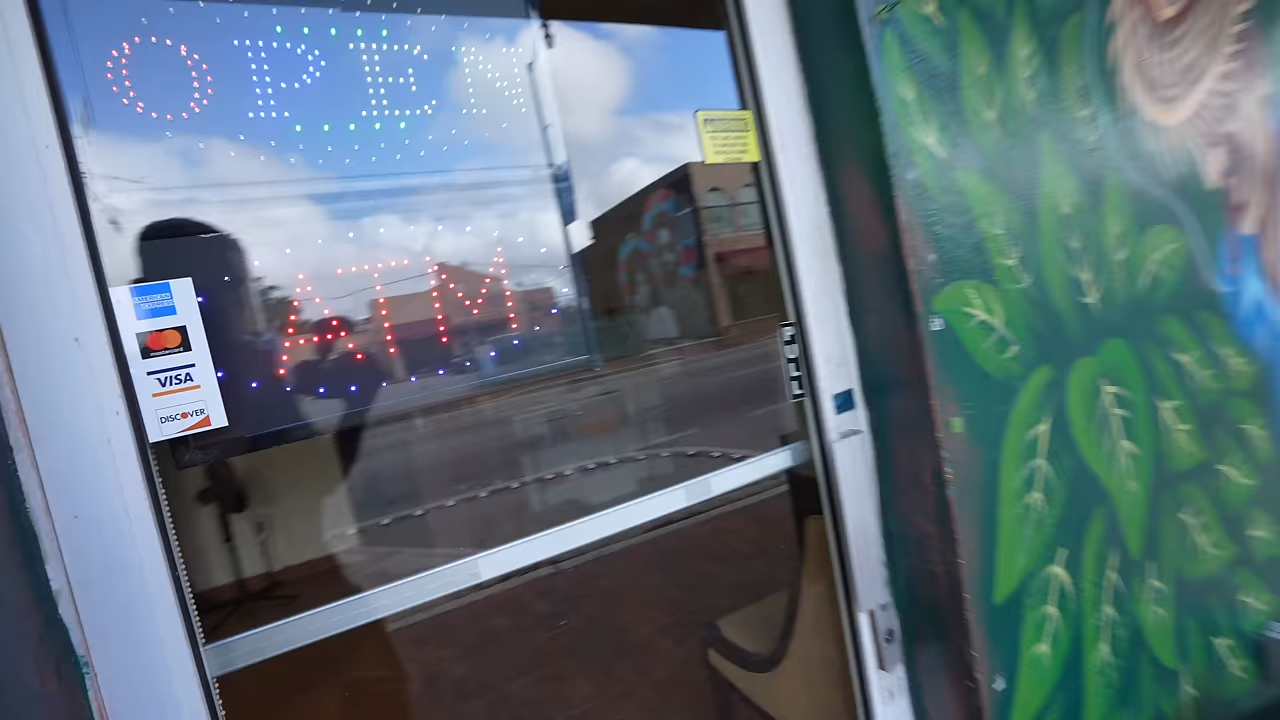 OPEN
ATM
AMERICAN
EXPRESS
mastercard
VISA
DISCOVER